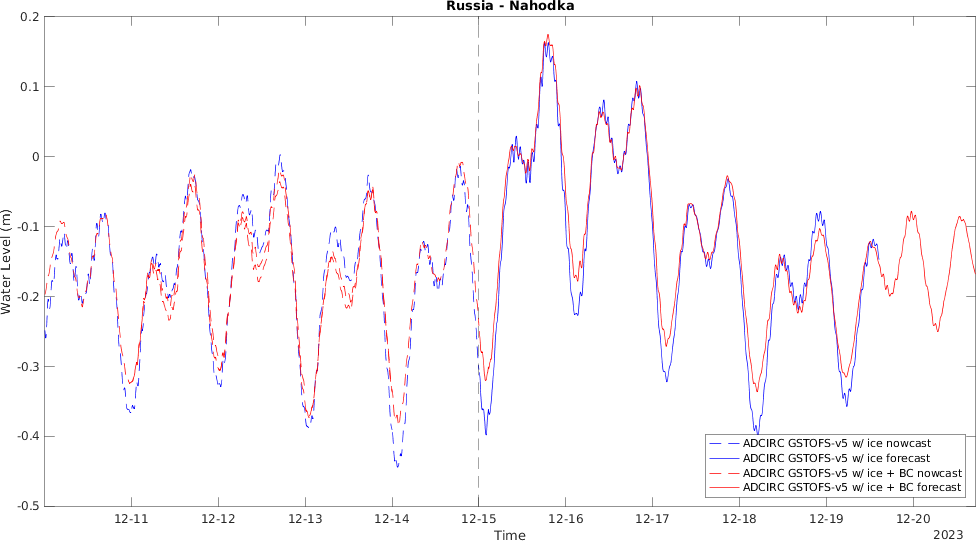 Russia - Nahodka
0.2
0.1
0
-0.1
-0.2
-0.3
-0.4
-0.5
Water Level (m)
ADCIRC GSTOFS-v5 w/ ice nowcast
ADCIRC GSTOFS-v5 w/ ice forecast
ADCIRC GSTOFS-v5 w/ ice + BC nowcast
ADCIRC GSTOFS-v5 w/ ice + BC forecast
12-11 12-12 12-13 12-14 12-15 12-16 12-17 12-18 12-19 12-20
Time
2023